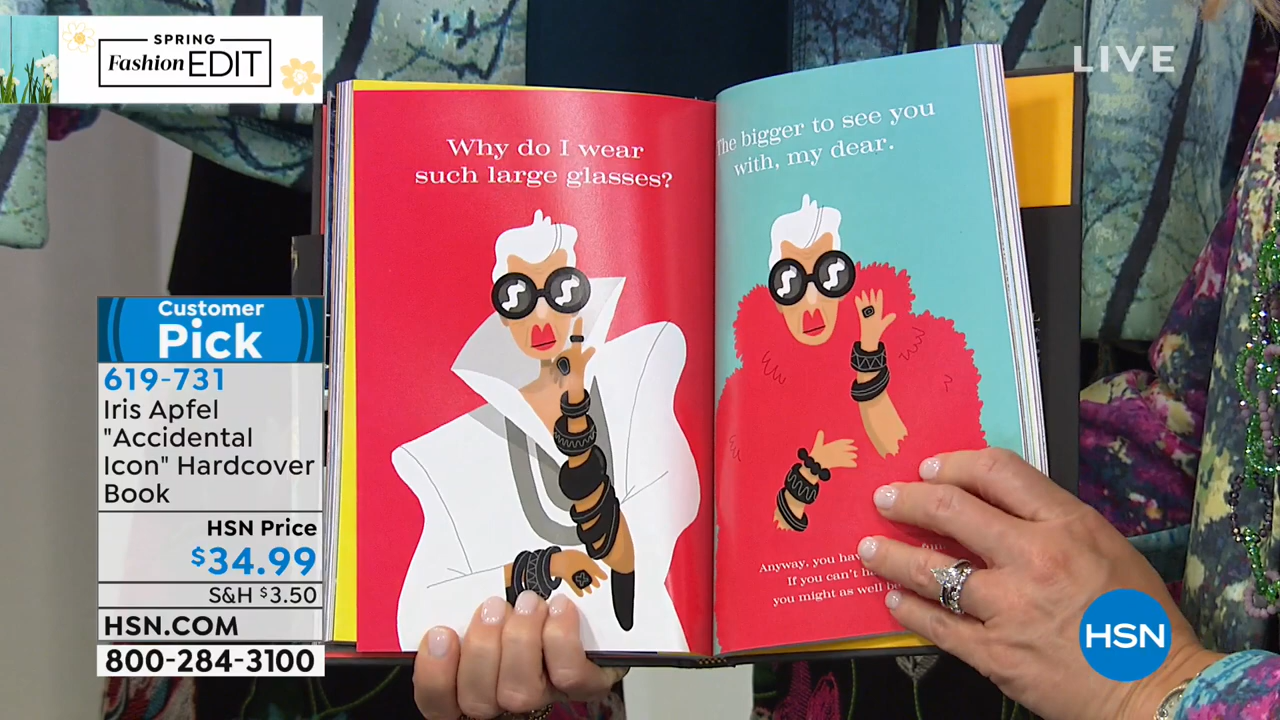 SPRING
Fashion EDIT
LIVE
Why do I wear
such large glasses?
The bigger to see you
with, my dear.
Customer
Pick
619-731
Iris Apfel
"Accidental
Icon" Hardcover
Book
HSN Price
$34.99
S&H $3.50
HSN.COM
800-284-3100
Anyway, you
If you can't
you might as well
HSN